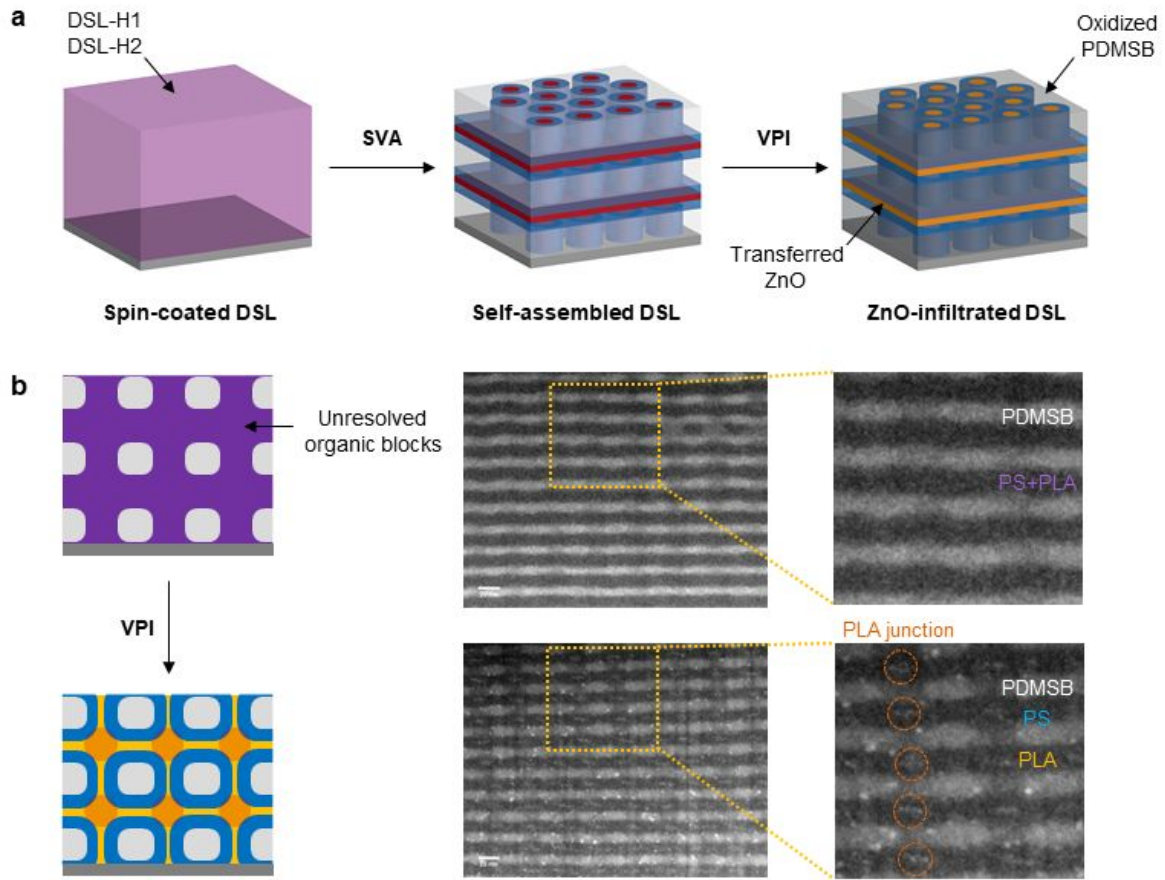 a
DSL-H1
DSL-H2
Oxidized
PDMSB
SVA
VPI
Transferred
ZnO
Spin-coated DSL
Self-assembled DSL
ZnO-infiltrated DSL
b
Unresolved
organic blocks
PDMSB
PS+PLA
VPI
PLA junction
PDMSB
PS
PLA